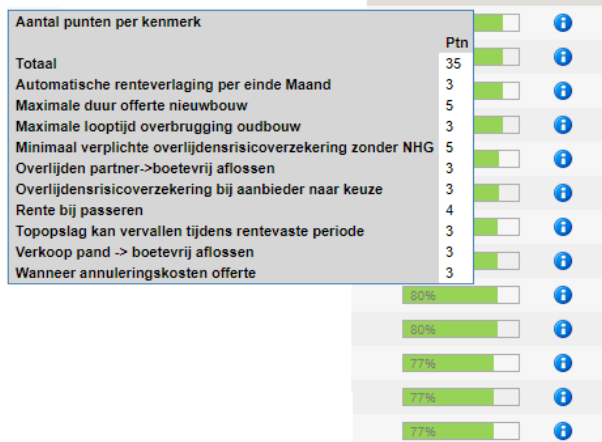 Aantal punten per kenmerk
Ptn
Totaal 35
Automatische renteverlaging per einde Maand 3
Maximale duur offerte nieuwbouw 5
Maximale looptijd overbrugging oudbouw 3
Minimaal verplichte overlijdensrisicoverzekering zonder NHG 5
Overlijden partner->boetevrij aflossen 3
Overlijdensrisicoverzekering bij aanbieder naar keuze 3
Rente bij passeren 4
Topopslag kan vervallen tijdens rentevaste periode 3
Verkoop pand -> boetevrij aflossen 3
Wanneer annuleringskosten offerte 3
80%
80%
77%
77%
77%